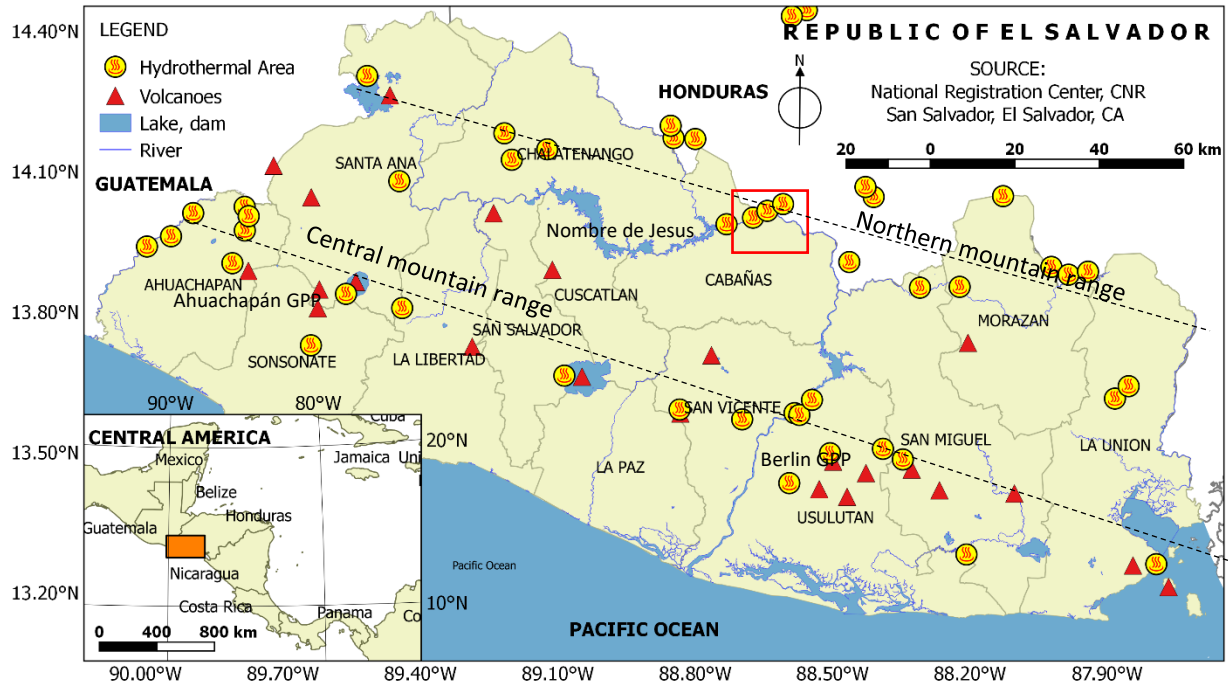 14.40°N
14.10°N
13.80°N
13.50°N
13.20°N
LEGEND
Hydrothermal Area
Volcanoes
Lake, dam
River
REPUBLIC OF EL SALVADOR
SOURCE:
National Registration Center, CNR
San Salvador, El Salvador, CA
N
20 0 20 40 60 km
HONDURAS
GUATEMALA
SANTA ANA
CHALATENANGO
Nombre de Jesus
Northern mountain range
Central mountain range
AHUACHAPAN
Ahuachapán GPP
CUSCATLAN
CABAÑAS
SAN SALVADOR
MORAZAN
SONSONATE
LA LIBERTAD
SAN VICENTE
SAN MIGUEL
LA UNION
LA PAZ
Berlin GPP
USULUTAN
Pacific Ocean
PACIFIC OCEAN
90°W 80°W
CENTRAL AMERICA
Cuba
20°N
Mexico
Jamaica Uni
Belize
Honduras
Guatemala
Nicaragua
Costa Rica
Panama
Co
10°N
0 400 800 km
90.00°W 89.70°W 89.40°W 89.10°W 88.80°W 88.50°W 88.20°W 87.90°W